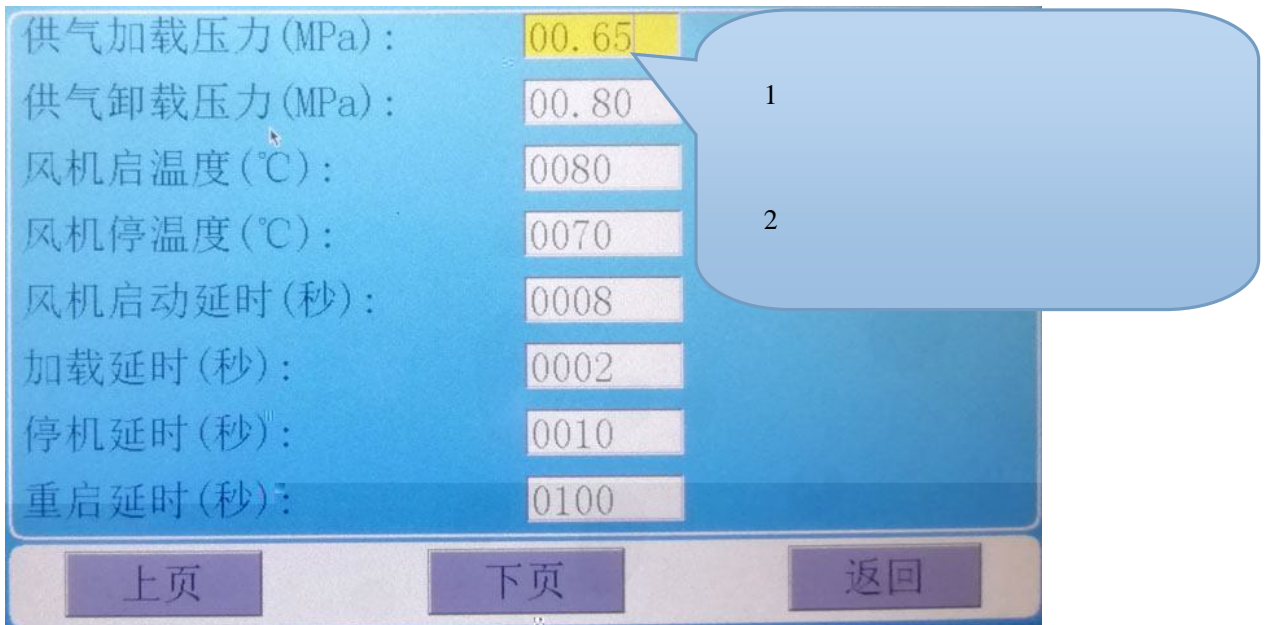 供气加载压力(MPa): 00.65
供气卸载压力(MPa): 00.80
1
风机启温度(℃): 0080
风机停温度(℃): 0070
2
风机启动延时(秒): 0008
加载延时(秒): 0002
停机延时(秒): 0010
重启延时(秒): 0100
上页 下页 返回